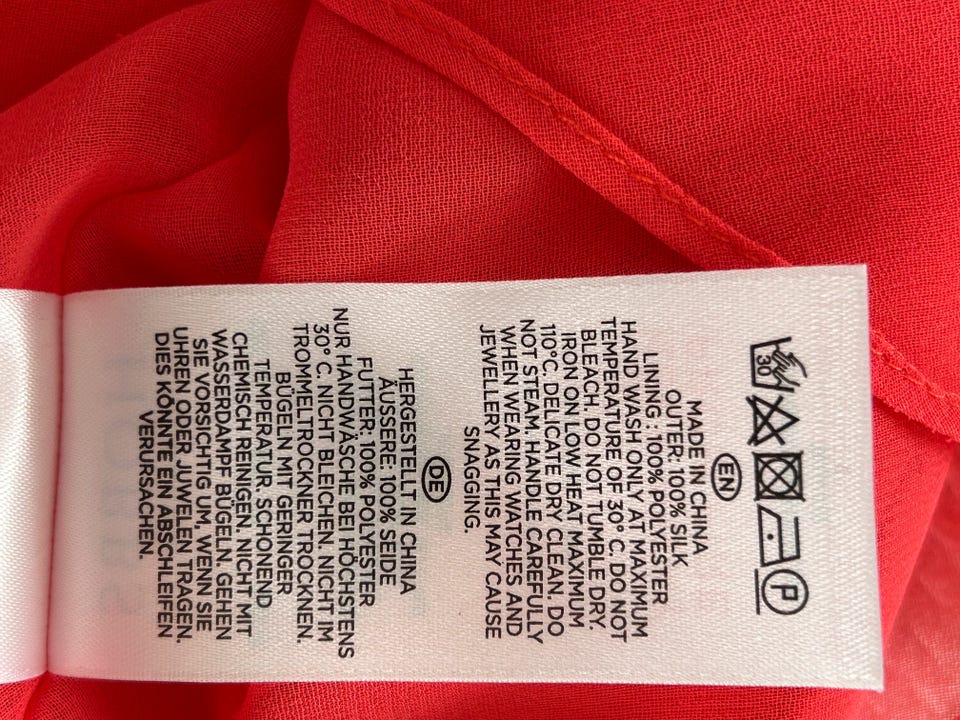 30 P
EN
MADE IN CHINA
OUTER: 100% SILK
LINING : 100% POLYESTER
HAND WASH ONLY AT MAXIMUM
TEMPERATURE OF 30° C. DO NOT
BLEACH. DO NOT TUMBLE DRY.
IRON ON LOW HEAT MAXIMUM
110°C. DELICATE DRY CLEAN. DO
NOT STEAM. HANDLE CAREFULLY
WHEN WEARING WATCHES AND
JEWELLERY AS THIS MAY CAUSE
SNAGGING.
DE
HERGESTELLT IN CHINA
ÄUSSERE: 100% SEIDE
FUTTER: 100% POLYESTER
NUR HANDWÄSCHE BEI HÖCHSTENS
30° C. NICHT BLEICHEN. NICHT IM
TROMMELTROCKNER TROCKNEN.
BÜGELN MIT GERINGER
TEMPERATUR. SCHONEND
CHEMISCH REINIGEN. NICHT MIT
WASSERDAMPF BÜGELN. GEHEN
SIE VORSICHTIG UM, WENN SIE
UHREN ODER JUWELEN TRAGEN.
DIES KÖNNTE EIN ABSCHLEIFEN
VERURSACHEN.